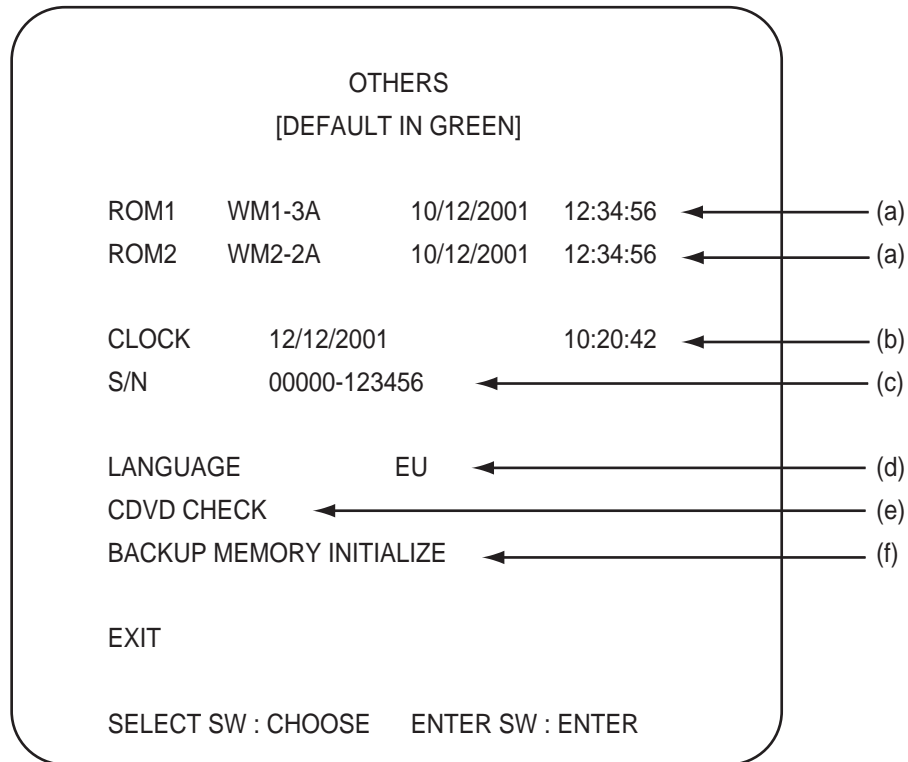 OTHERS
[DEFAULT IN GREEN]
ROM1 WM1-3A 10/12/2001 12:34:56 (a)
ROM2 WM2-2A 10/12/2001 12:34:56 (a)
CLOCK 12/12/2001 10:20:42 (b)
S/N 00000-123456 (c)
LANGUAGE EU (d)
CDVD CHECK (e)
BACKUP MEMORY INITIALIZE (f)
EXIT
SELECT SW : CHOOSE ENTER SW : ENTER